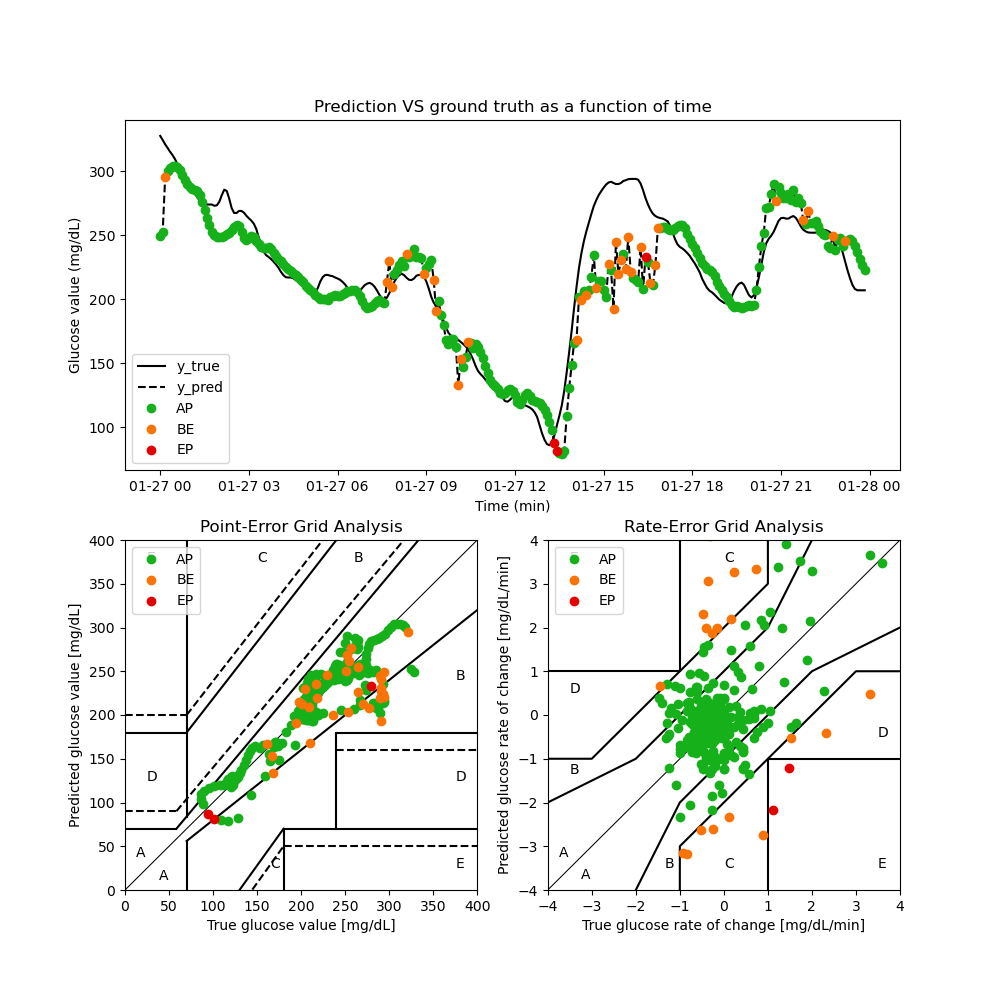 Prediction VS ground truth as a function of time
Glucose value (mg/dL)
300
250
200
150
100
y_true
y_pred
AP
BE
EP
01-27 00 01-27 03 01-27 06 01-27 09 01-27 12 01-27 15 01-27 18 01-27 21 01-28 00
Time (min)
Point-Error Grid Analysis
Predicted glucose value [mg/dL]
400
350
300
250
200
150
100
50
0
AP
BE
EP
C
B
B
D
D
A
A
C
E
0 50 100 150 200 250 300 350 400
True glucose value [mg/dL]
Rate-Error Grid Analysis
Predicted glucose rate of change [mg/dL/min]
4
3
2
1
0
−1
−2
−3
−4
AP
BE
EP
C
D
D
B
A
A
B
C
E
−4 −3 −2 −1 0 1 2 3 4
True glucose rate of change [mg/dL/min]